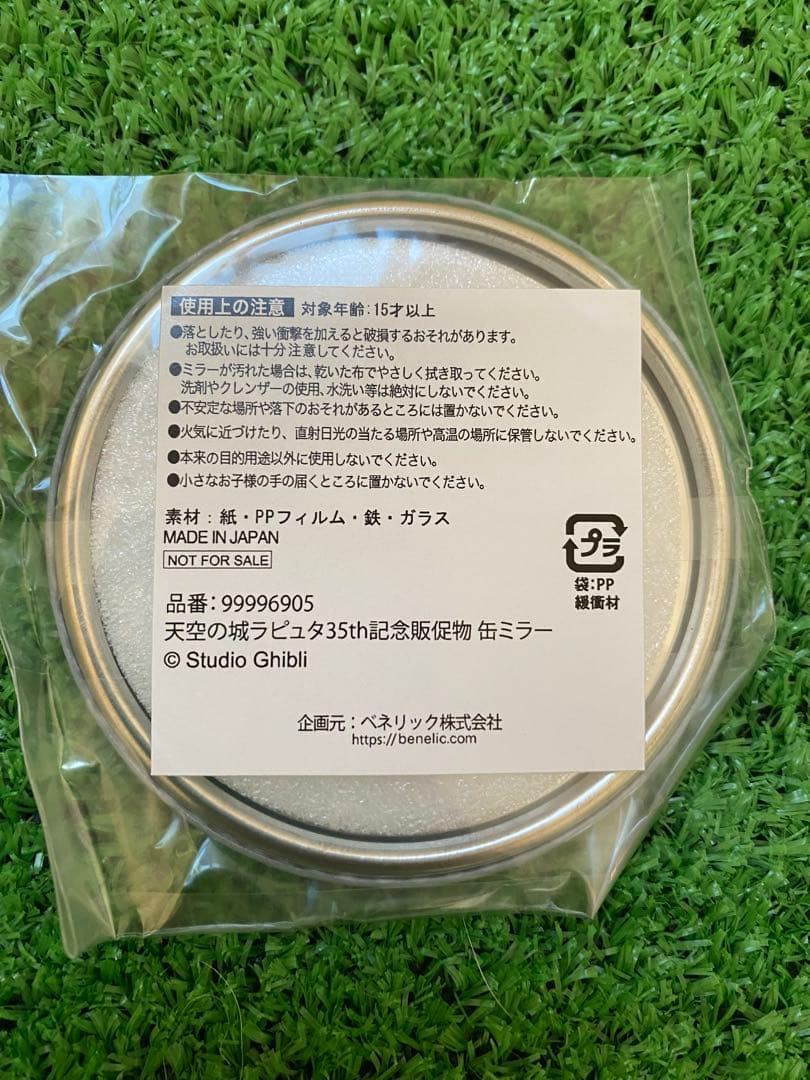 使用上の注意 対象年齢:15才以上
●落としたり、強い衝撃を加えると破損するおそれがあります。
お取扱いには十分注意してください。
●ミラーが汚れた場合は、乾いた布でやさしく拭き取ってください。
洗剤やクレンザーの使用、水洗い等は絶対にしないでください。
●不安定な場所や落下のおそれがあるところには置かないでください。
●火気に近づけたり、直射日光の当たる場所や高温の場所に保管しないでください。
●本来の目的用途以外に使用しないでください。
●小さなお子様の手の届くところに置かないでください。
素材:紙・PPフィルム・鉄・ガラス
MADE IN JAPAN
NOT FOR SALE
プラ
袋:PP
緩衝材
品番:99996905
天空の城ラピュタ35th記念販促物 缶ミラー
© Studio Ghibli
企画元:ベネリック株式会社
https://benelic.com